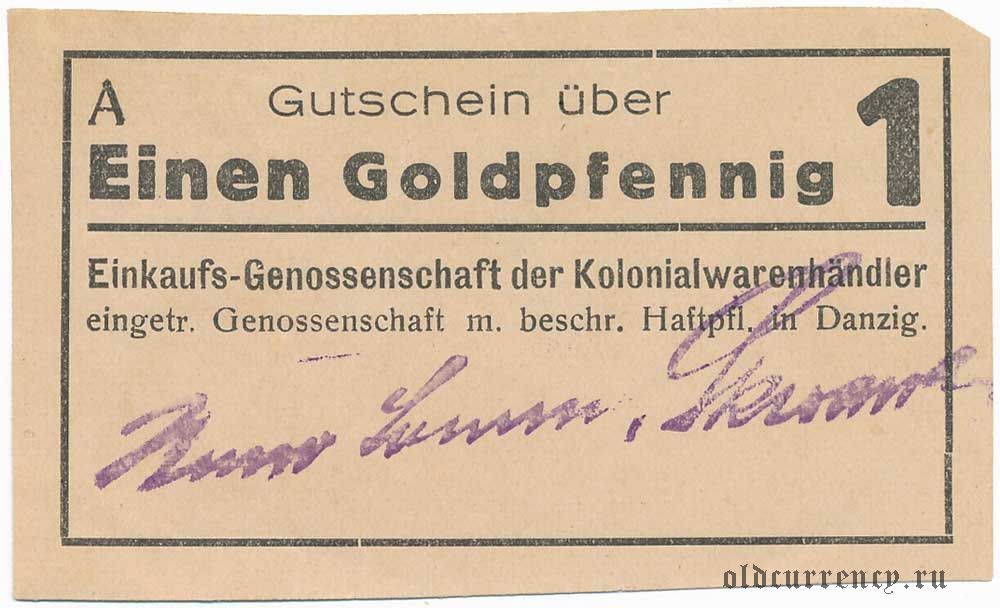 A
Gutschein über
Einen Goldpfennig 1
Einkaufs-Genossenschaft der Kolonialwarenhändler
eingetr. Genossenschaft m. beschr. Haftpfl. in Danzig.
oldcurrency.ru